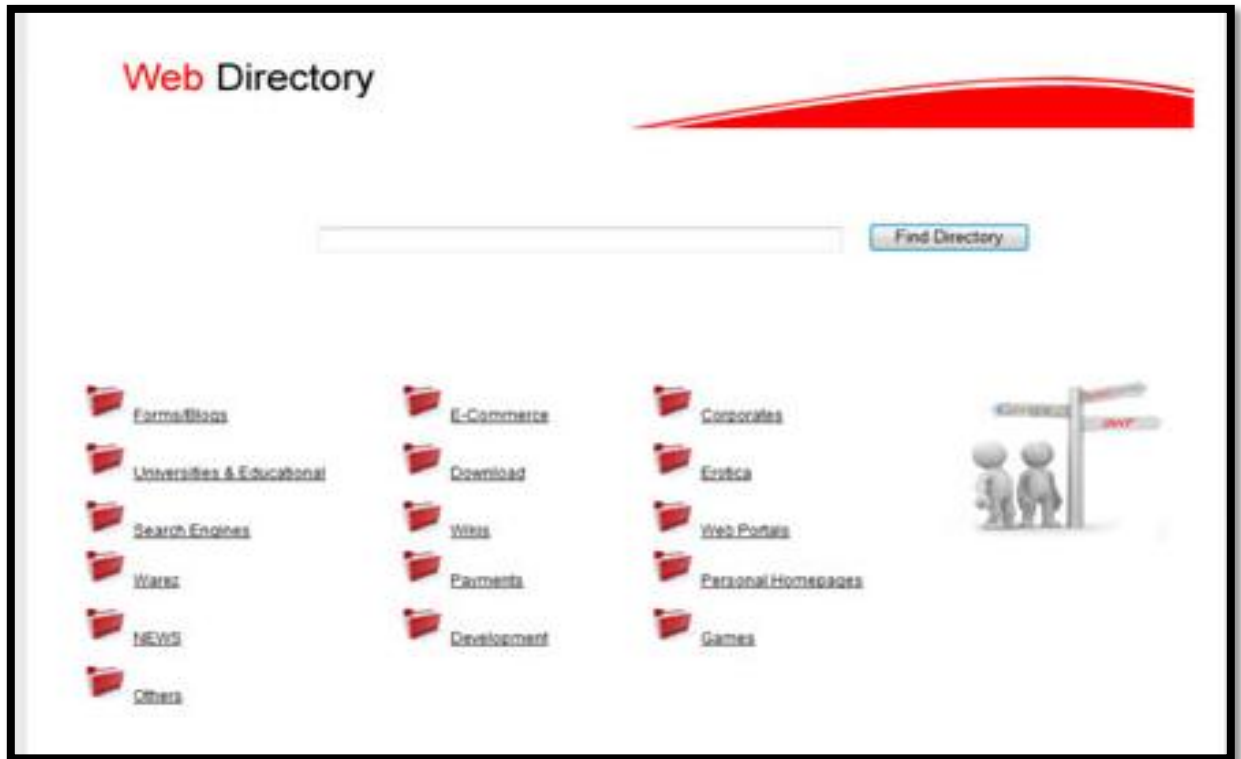 Web Directory
Find Directory
Forms/Blogs E-Commerce Corporates
Universities & Educational Download Erotica
Search Engines Wikis Web Portals
Warez Payments Personal Homepages
NEWS Development Games
Others